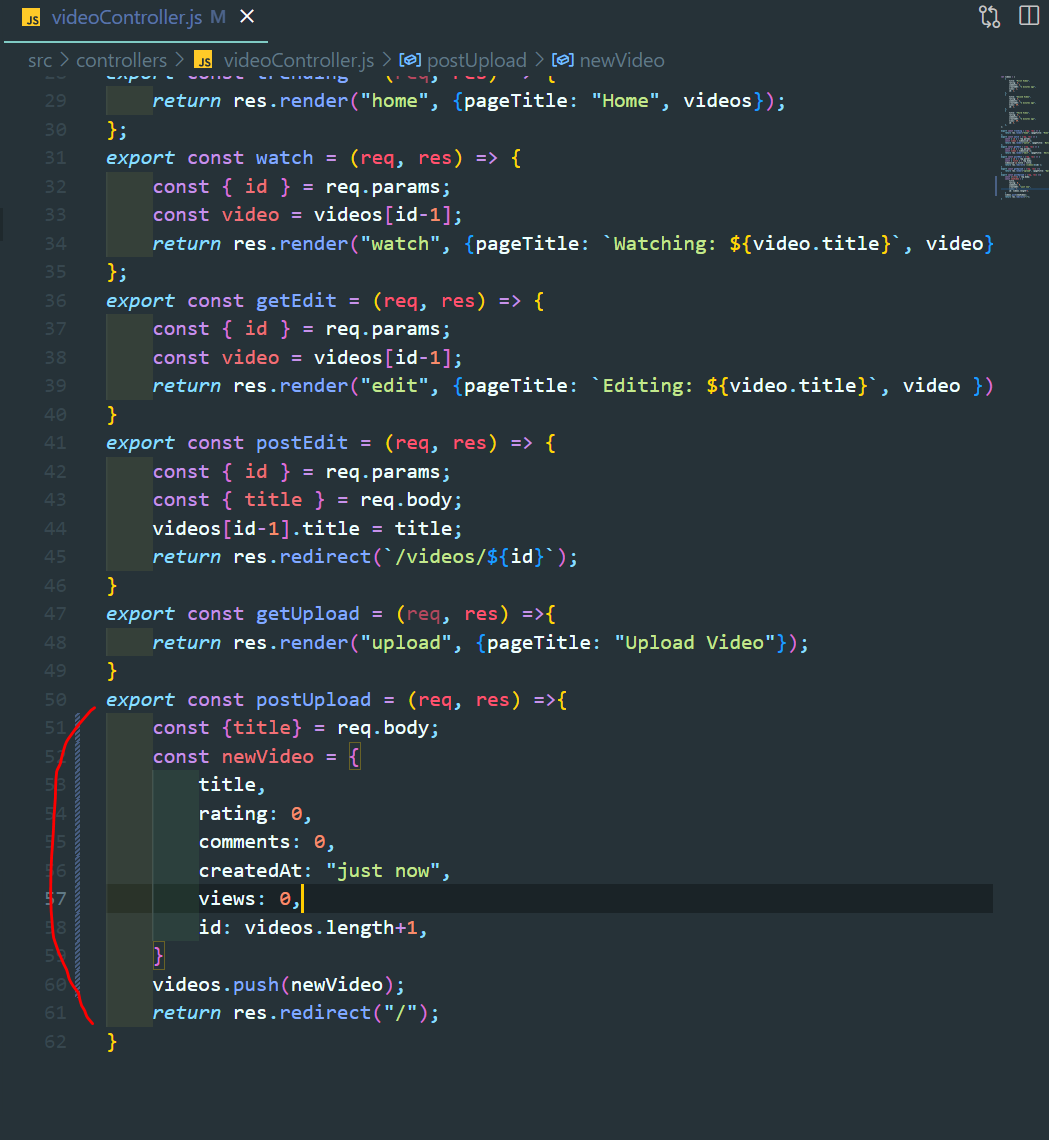 JS videoController.js M ×
src > controllers > JS videoController.js > postUpload > newVideo
28 export const trending = (req, res) => {
29 return res.render("home", {pageTitle: "Home", videos});
30 };
31 export const watch = (req, res) => {
32 const { id } = req.params;
33 const video = videos[id-1];
34 return res.render("watch", {pageTitle: `Watching: ${video.title}`, video}
35 };
36 export const getEdit = (req, res) => {
37 const { id } = req.params;
38 const video = videos[id-1];
39 return res.render("edit", {pageTitle: `Editing: ${video.title}`, video })
40 }
41 export const postEdit = (req, res) => {
42 const { id } = req.params;
43 const { title } = req.body;
44 videos[id-1].title = title;
45 return res.redirect(`/videos/${id}`);
46 }
47 export const getUpload = (req, res) =>{
48 return res.render("upload", {pageTitle: "Upload Video"});
49 }
50 export const postUpload = (req, res) =>{
51 const {title} = req.body;
52 const newVideo = {
53 title,
54 rating: 0,
55 comments: 0,
56 createdAt: "just now",
57 views: 0,
58 id: videos.length+1,
59 }
60 videos.push(newVideo);
61 return res.redirect("/");
62 }